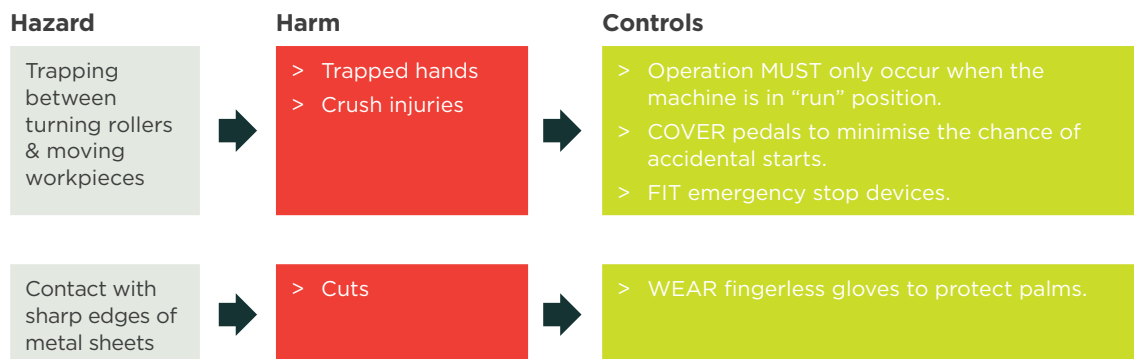 Hazard
Harm
Controls
Trapping
between
turning rollers
& moving
workpieces
> Trapped hands
> Crush injuries
> Operation MUST only occur when the
machine is in “run” position.
> COVER pedals to minimise the chance of
accidental starts.
> FIT emergency stop devices.
Contact with
sharp edges of
metal sheets
> Cuts
> WEAR fingerless gloves to protect palms.